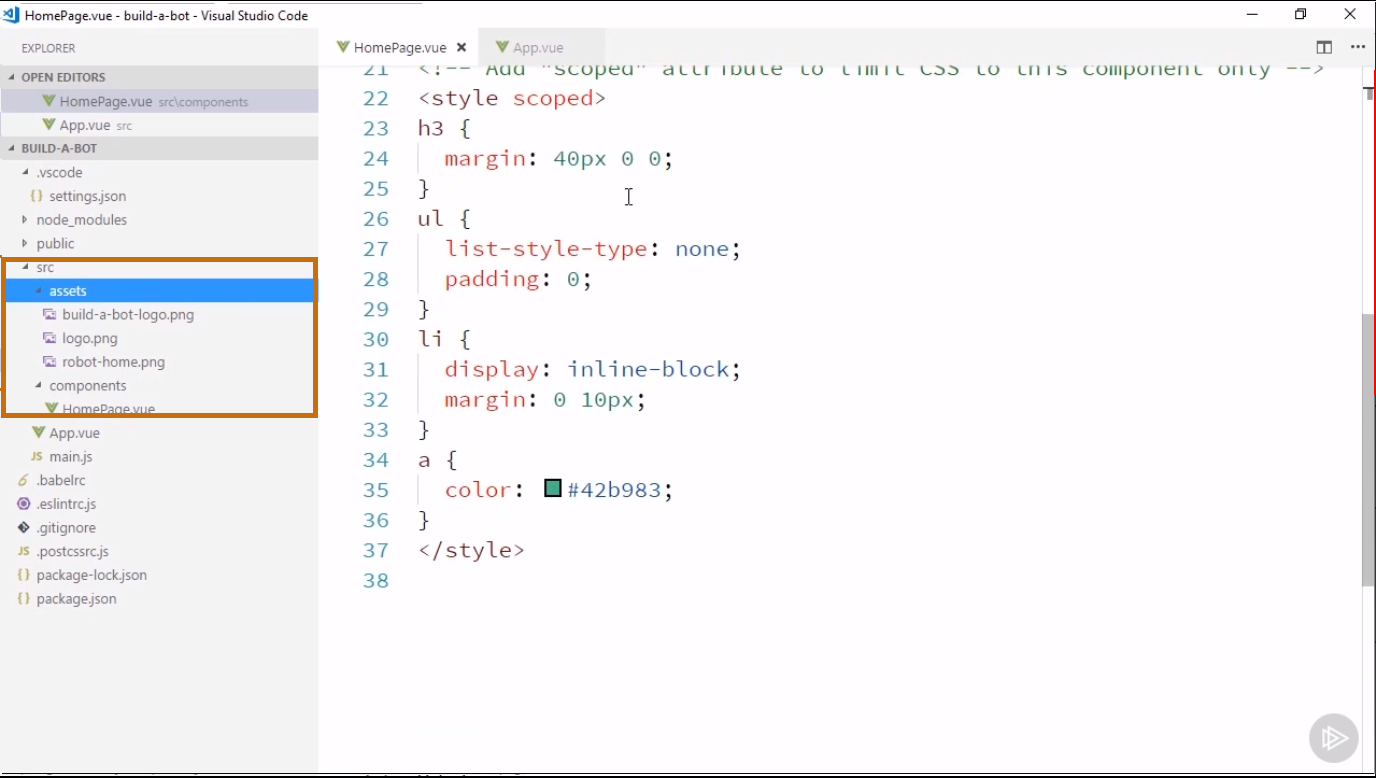 HomePage.vue - build-a-bot - Visual Studio Code
EXPLORER
OPEN EDITORS
HomePage.vue src\components
App.vue src
BUILD-A-BOT
.vscode
{} settings.json
node_modules
public
src
assets
build-a-bot-logo.png
logo.png
robot-home.png
components
HomePage.vue
App.vue
JS main.js
.babelrc
.eslintrc.js
.gitignore
JS .postcssrc.js
{} package-lock.json
{} package.json
HomePage.vue
App.vue
21 <!-- Add "scoped" attribute to limit CSS to this component only -->
22 <style scoped>
23 h3 {
24 margin: 40px 0 0;
25 }
26 ul {
27 list-style-type: none;
28 padding: 0;
29 }
30 li {
31 display: inline-block;
32 margin: 0 10px;
33 }
34 a {
35 color: #42b983;
36 }
37 </style>
38